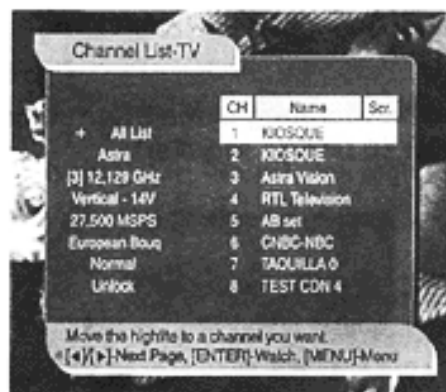 Channel List-TV
CH Name Scr.
+ All List
Astra
[3] 12,129 GHz
Vertical - 14V
27,500 MSPS
European Bouq
Normal
Unlock
1 KIOSQUE
2 KIOSQUE
3 Astra Vision
4 RTL Television
5 AB sat
6 CNBC-NBC
7 TAQUILLA 0
8 TEST CDN 4
Move the highlite to a channel you want.
[◀]/[▶]-Next Page, [ENTER]-Watch, [MENU]-Menu